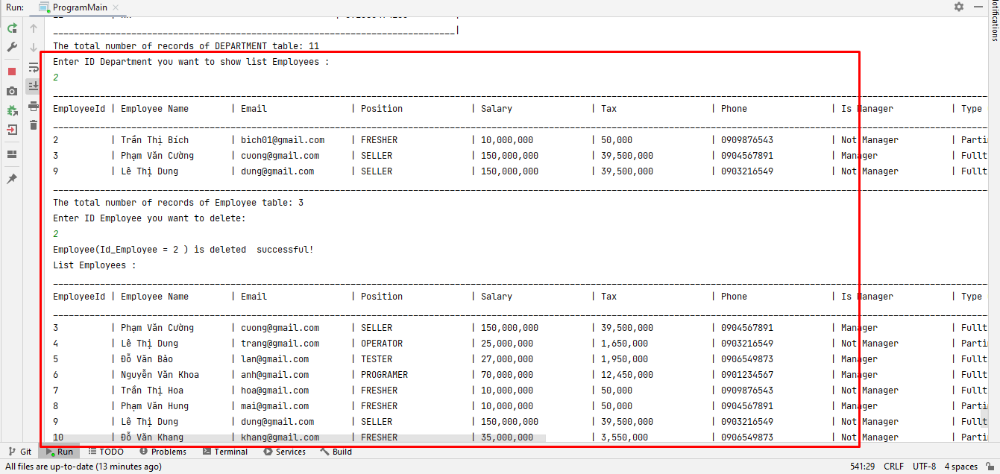 Run: ProgramMain
Notifications
The total number of records of DEPARTMENT table: 11
Enter ID Department you want to show list Employees :
2
EmployeeId | Employee Name | Email | Position | Salary | Tax | Phone | Is Manager | Type
2 | Trần Thị Bích | bich01@gmail.com | FRESHER | 10,000,000 | 50,000 | 0909876543 | Not Manager | Parti
3 | Phạm Văn Cường | cuong@gmail.com | SELLER | 150,000,000 | 39,500,000 | 0904567891 | Manager | Fullt
9 | Lê Thị Dung | dung@gmail.com | SELLER | 150,000,000 | 39,500,000 | 0903216549 | Not Manager | Fullt
The total number of records of Employee table: 3
Enter ID Employee you want to delete:
2
Employee(Id_Employee = 2 ) is deleted  successful!
List Employees :
EmployeeId | Employee Name | Email | Position | Salary | Tax | Phone | Is Manager | Type
3 | Phạm Văn Cường | cuong@gmail.com | SELLER | 150,000,000 | 39,500,000 | 0904567891 | Manager | Fullt
4 | Lê Thị Dung | trang@gmail.com | OPERATOR | 25,000,000 | 1,650,000 | 0903216549 | Not Manager | Parti
5 | Đỗ Văn Bảo | lan@gmail.com | TESTER | 27,000,000 | 1,950,000 | 0906549873 | Manager | Fullt
6 | Nguyễn Văn Khoa | anh@gmail.com | PROGRAMER | 70,000,000 | 12,450,000 | 0901234567 | Manager | Fullt
7 | Trần Thị Hoa | hoa@gmail.com | FRESHER | 10,000,000 | 50,000 | 0909876543 | Not Manager | Fullt
8 | Phạm Văn Hung | mai@gmail.com | FRESHER | 10,000,000 | 50,000 | 0904567891 | Manager | Parti
9 | Lê Thị Dung | dung@gmail.com | SELLER | 150,000,000 | 39,500,000 | 0903216549 | Not Manager | Fullt
10 | Đỗ Văn Khang | khang@gmail.com | FRESHER | 35,000,000 | 3,550,000 | 0906549873 | Not Manager | Parti
Git Run TODO Problems Terminal Services Build
All files are up-to-date (13 minutes ago) 541:29 CRLF UTF-8 4 spaces